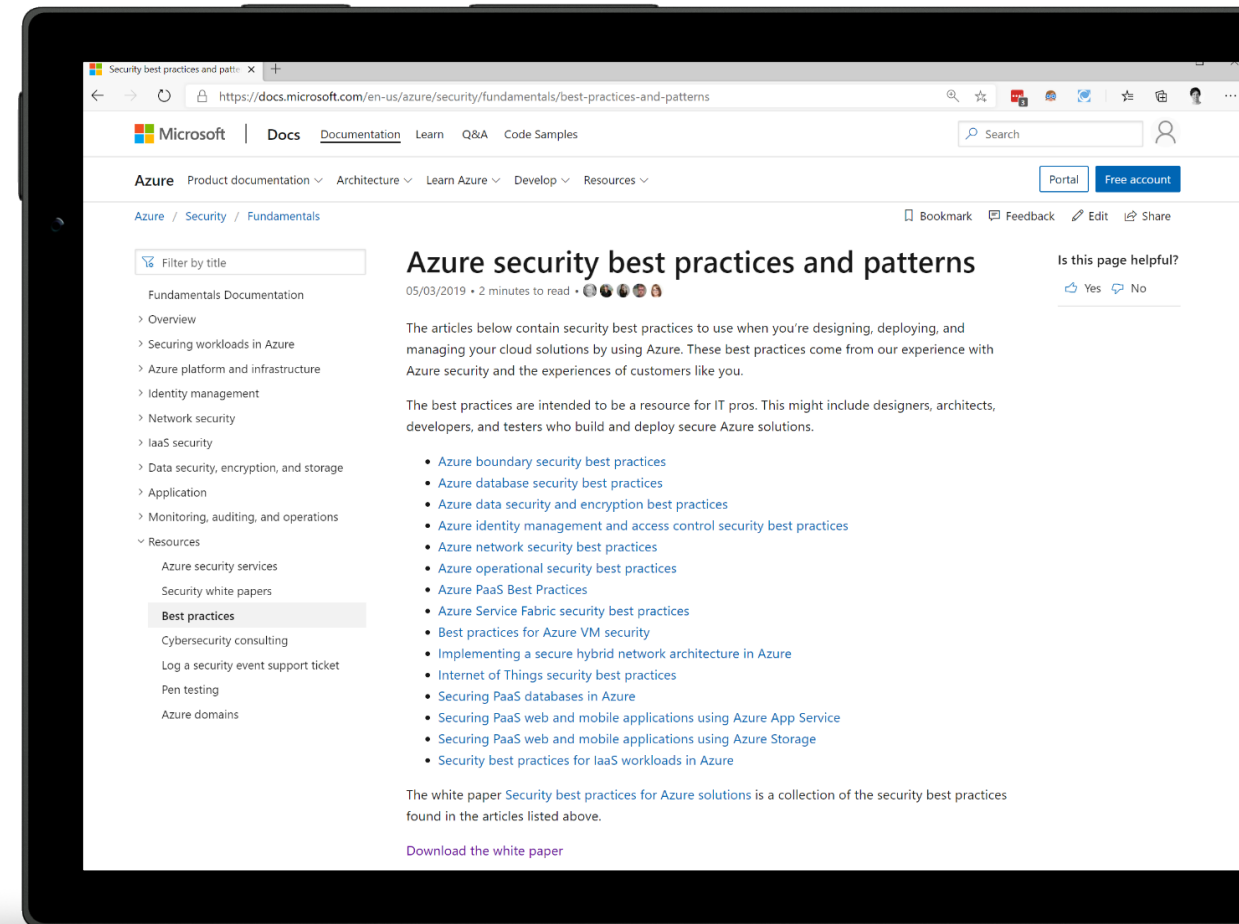 Security best practices and patte
https://docs.microsoft.com/en-us/azure/security/fundamentals/best-practices-and-patterns
3
Microsoft Docs Documentation Learn Q&A Code Samples
Search
Azure Product documentation Architecture Learn Azure Develop Resources
Portal Free account
Azure / Security / Fundamentals
Bookmark Feedback Edit Share
Filter by title
Fundamentals Documentation
Overview
Securing workloads in Azure
Azure platform and infrastructure
Identity management
Network security
IaaS security
Data security, encryption, and storage
Application
Monitoring, auditing, and operations
Resources
Azure security services
Security white papers
Best practices
Cybersecurity consulting
Log a security event support ticket
Pen testing
Azure domains
Azure security best practices and patterns
05/03/2019 • 2 minutes to read •
The articles below contain security best practices to use when you're designing, deploying, and
managing your cloud solutions by using Azure. These best practices come from our experience with
Azure security and the experiences of customers like you.
The best practices are intended to be a resource for IT pros. This might include designers, architects,
developers, and testers who build and deploy secure Azure solutions.
• Azure boundary security best practices
• Azure database security best practices
• Azure data security and encryption best practices
• Azure identity management and access control security best practices
• Azure network security best practices
• Azure operational security best practices
• Azure PaaS Best Practices
• Azure Service Fabric security best practices
• Best practices for Azure VM security
• Implementing a secure hybrid network architecture in Azure
• Internet of Things security best practices
• Securing PaaS databases in Azure
• Securing PaaS web and mobile applications using Azure App Service
• Securing PaaS web and mobile applications using Azure Storage
• Security best practices for IaaS workloads in Azure
The white paper Security best practices for Azure solutions is a collection of the security best practices
found in the articles listed above.
Download the white paper
Is this page helpful?
Yes No